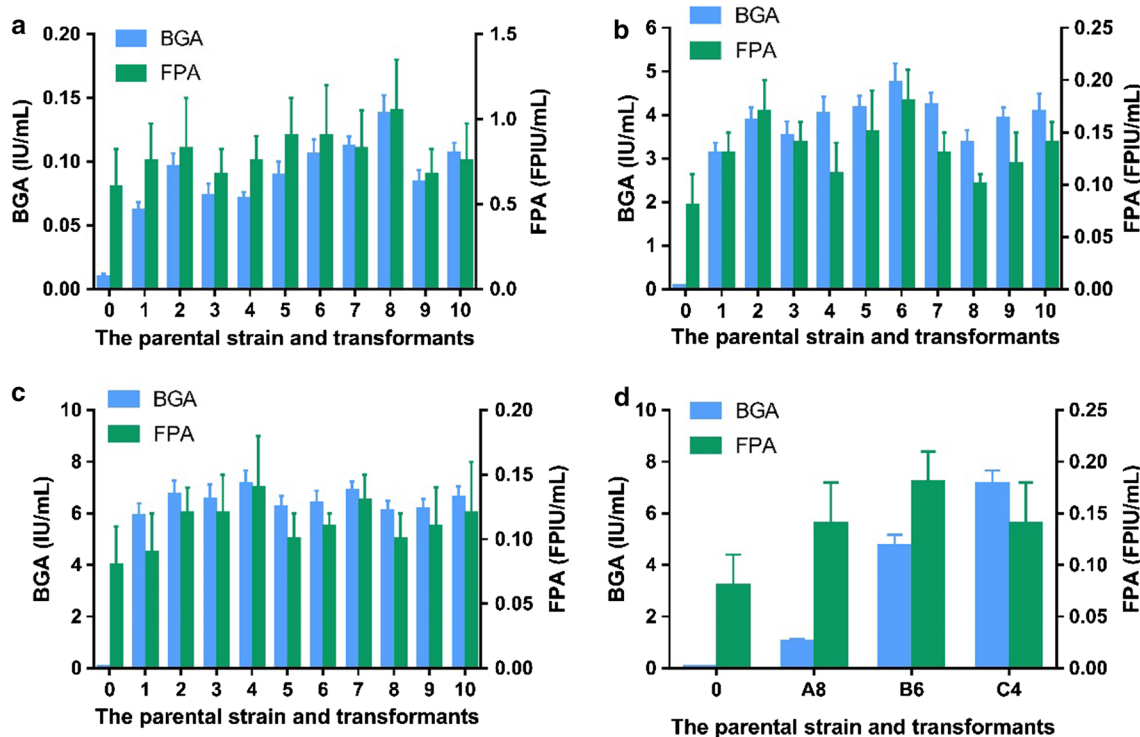 a
BGA
FPA
0.20
0.15
0.10
0.05
0.00
BGA (IU/mL)
1.5
1.0
0.5
0.0
FPA (FPIU/mL)
0 1 2 3 4 5 6 7 8 9 10
The parental strain and transformants
b
BGA
FPA
6
5
4
3
2
1
0
BGA (IU/mL)
0.25
0.20
0.15
0.10
0.05
0.00
FPA (FPIU/mL)
0 1 2 3 4 5 6 7 8 9 10
The parental strain and transformants
c
BGA
FPA
10
8
6
4
2
0
BGA (IU/mL)
0.20
0.15
0.10
0.05
0.00
FPA (FPIU/mL)
0 1 2 3 4 5 6 7 8 9 10
The parental strain and transformants
d
BGA
FPA
10
8
6
4
2
0
BGA (IU/mL)
0.25
0.20
0.15
0.10
0.05
0.00
FPA (FPIU/mL)
0 A8 B6 C4
The parental strain and transformants